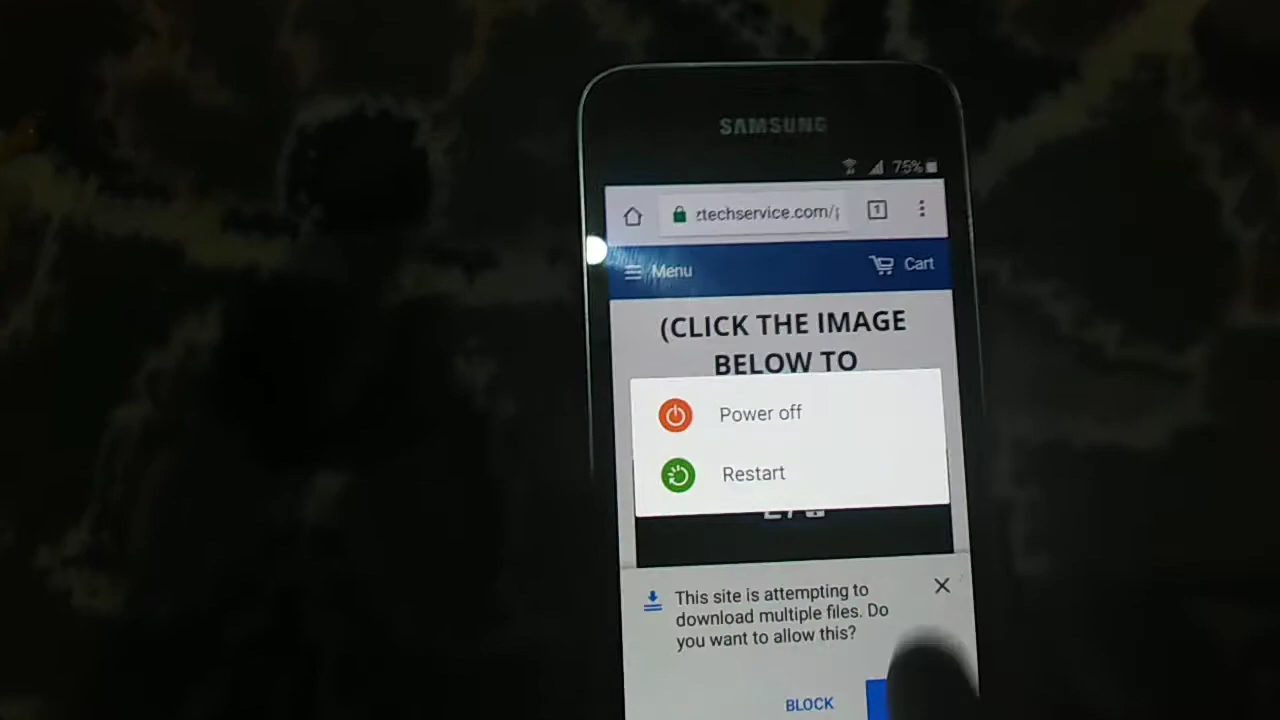 SAMSUNG
75%
ztechservice.com/
1
Menu
Cart
(CLICK THE IMAGE
BELOW TO
Power off
Restart
This site is attempting to
download multiple files. Do
you want to allow this?
BLOCK